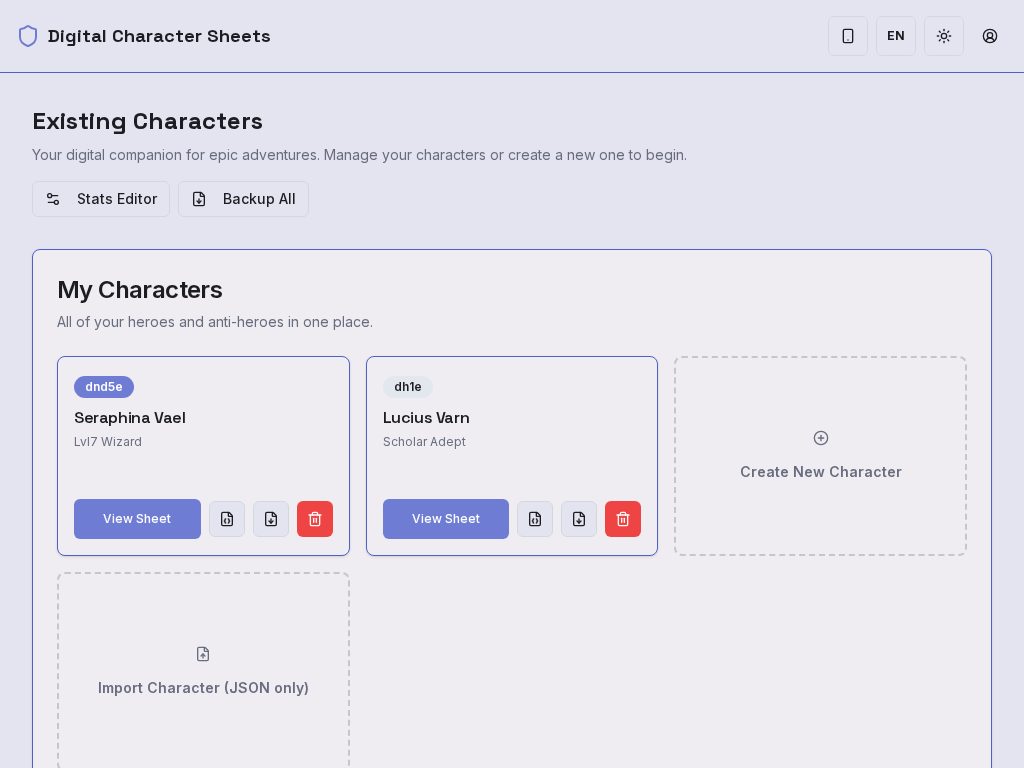 Digital Character Sheets
EN
Existing Characters
Your digital companion for epic adventures. Manage your characters or create a new one to begin.
Stats Editor
Backup All
My Characters
All of your heroes and anti-heroes in one place.
dnd5e
Seraphina Vael
Lvl7 Wizard
View Sheet
dh1e
Lucius Varn
Scholar Adept
View Sheet
Create New Character
Import Character (JSON only)